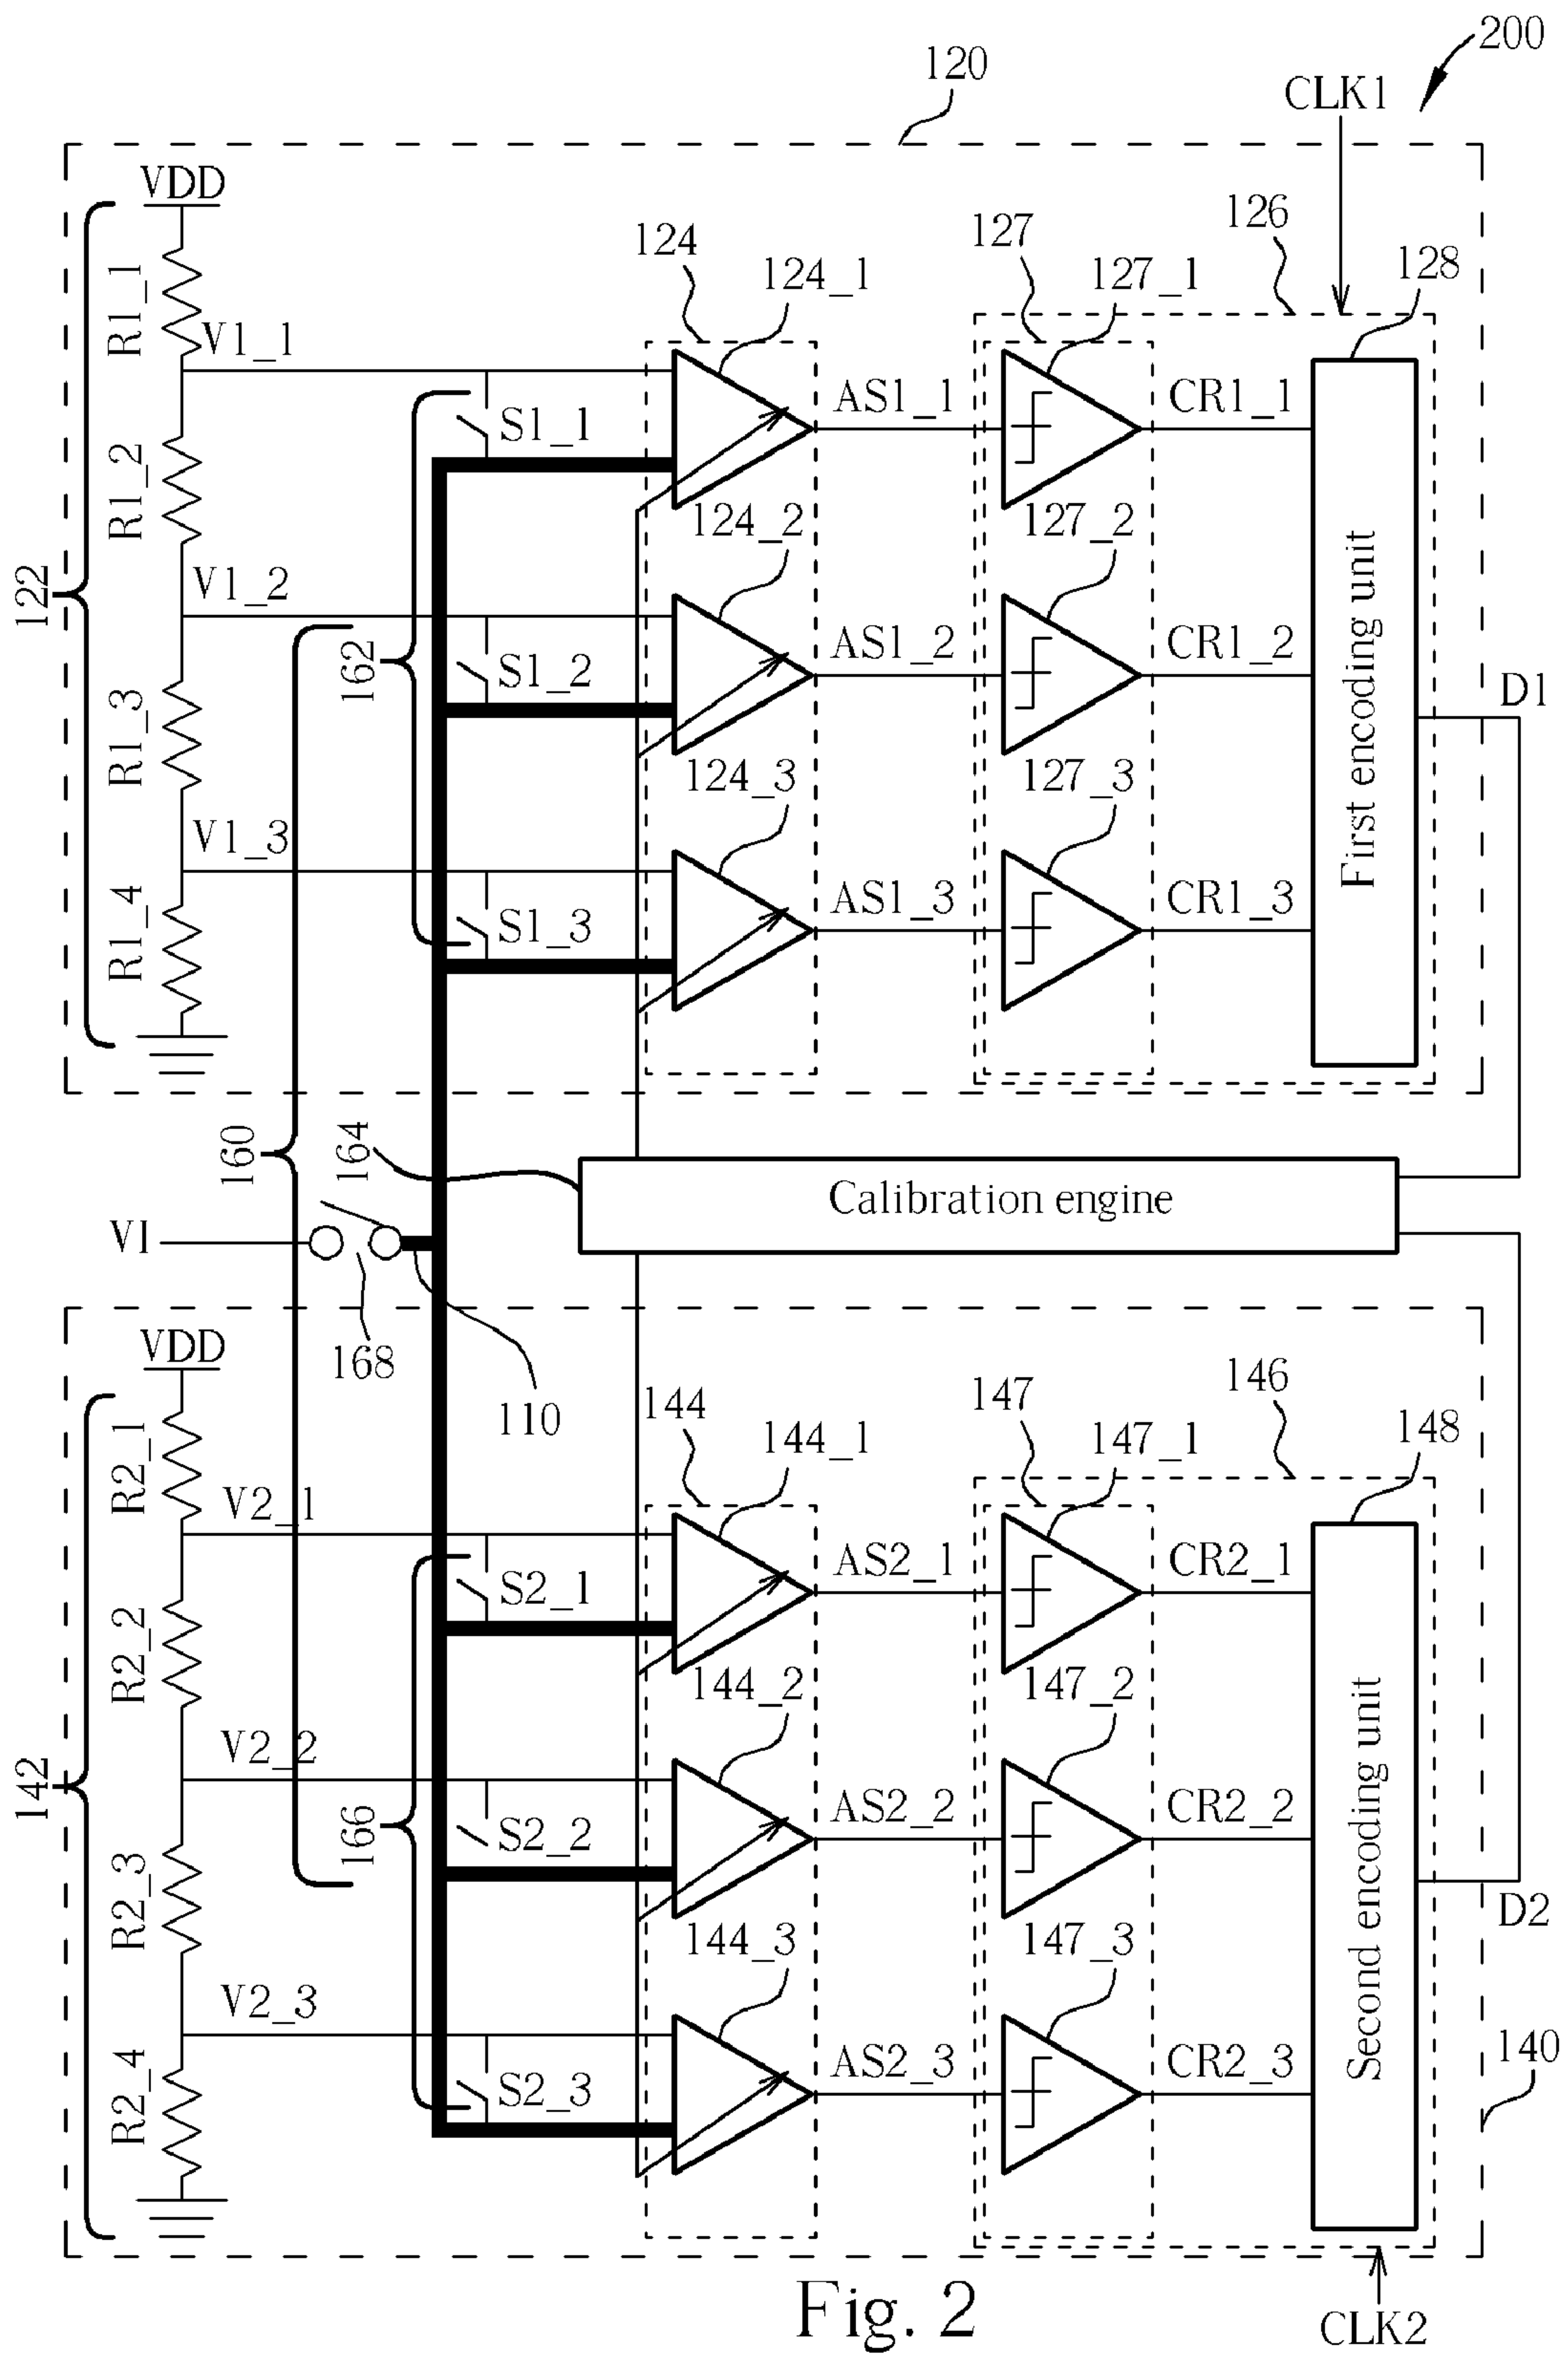 200
120
CLK1
VDD
126
124
127
128
124_1
127_1
R1_1
V1_1
AS1_1
CR1_1
S1_1
R1_2
124_2
127_2
122
V1_2
162
S1_2
AS1_2
CR1_2
First encoding unit
D1
R1_3
124_3
127_3
V1_3
R1_4
S1_3
AS1_3
CR1_3
160
164
Calibration engine
VI
168
110
VDD
146
144
147
148
144_1
147_1
R2_1
V2_1
AS2_1
CR2_1
S2_1
R2_2
144_2
147_2
142
V2_2
166
S2_2
AS2_2
CR2_2
Second encoding unit
D2
R2_3
144_3
147_3
V2_3
R2_4
S2_3
AS2_3
CR2_3
140
Fig. 2
CLK2